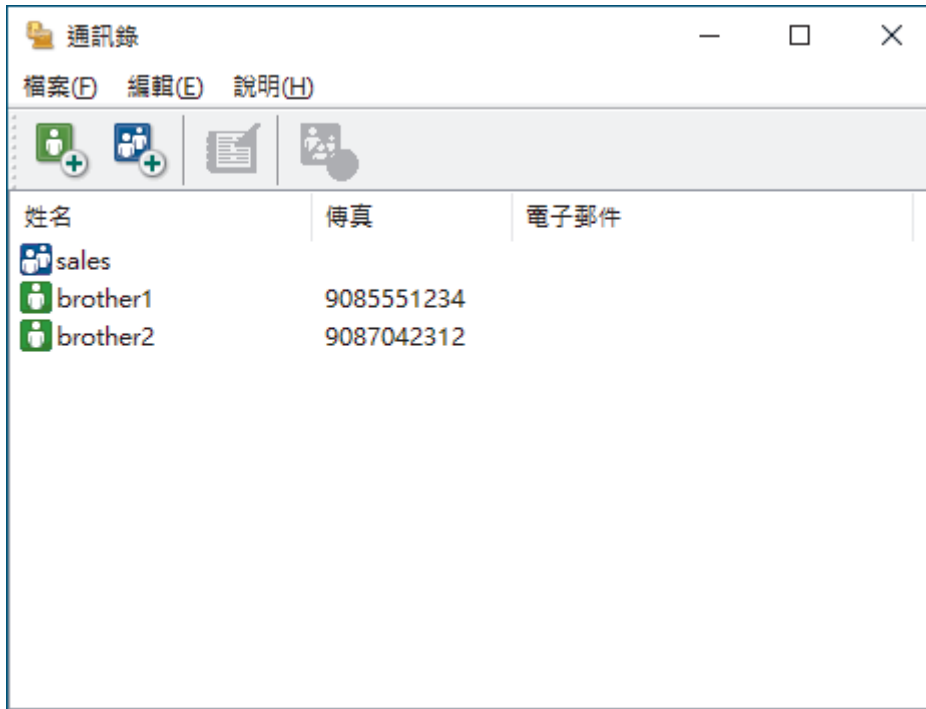 通訊錄
檔案(F) 編輯(E) 說明(H)
姓名 傳真 電子郵件
sales
brother1 9085551234
brother2 9087042312